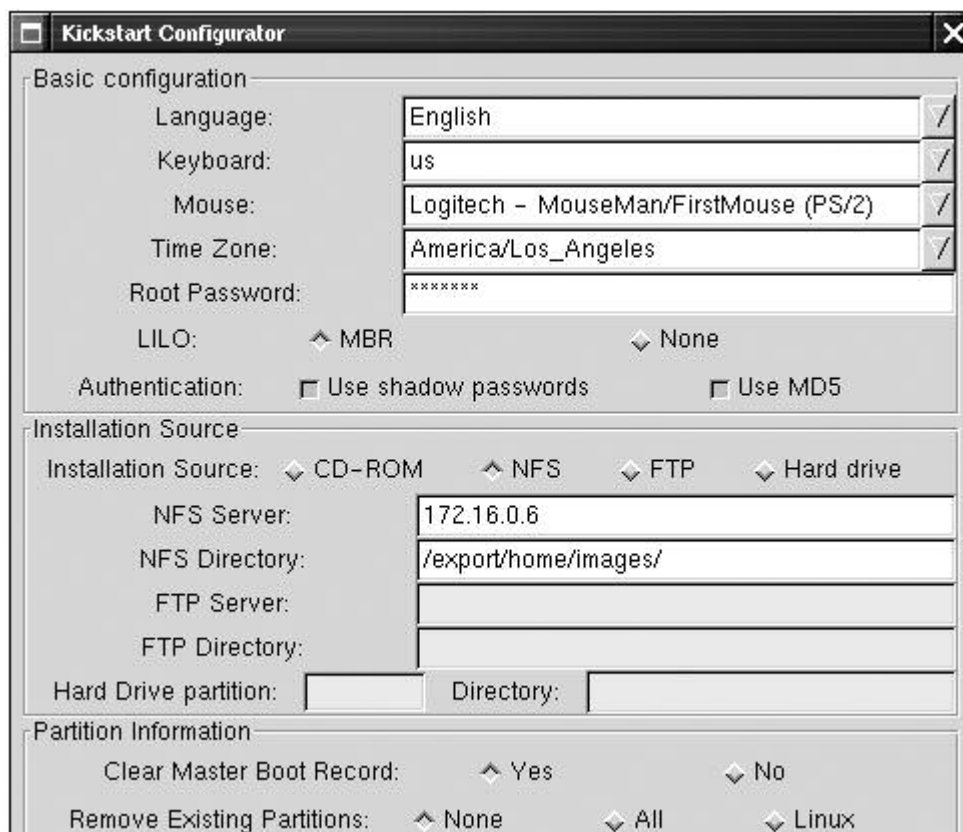 Kickstart Configurator
Basic configuration
Language: English
Keyboard: us
Mouse: Logitech - MouseMan/FirstMouse (PS/2)
Time Zone: America/Los_Angeles
Root Password: *******
LILO: MBR None
Authentication: Use shadow passwords Use MD5
Installation Source
Installation Source: CD-ROM NFS FTP Hard drive
NFS Server: 172.16.0.6
NFS Directory: /export/home/images/
FTP Server:
FTP Directory:
Hard Drive partition: Directory:
Partition Information
Clear Master Boot Record: Yes No
Remove Existing Partitions: None All Linux